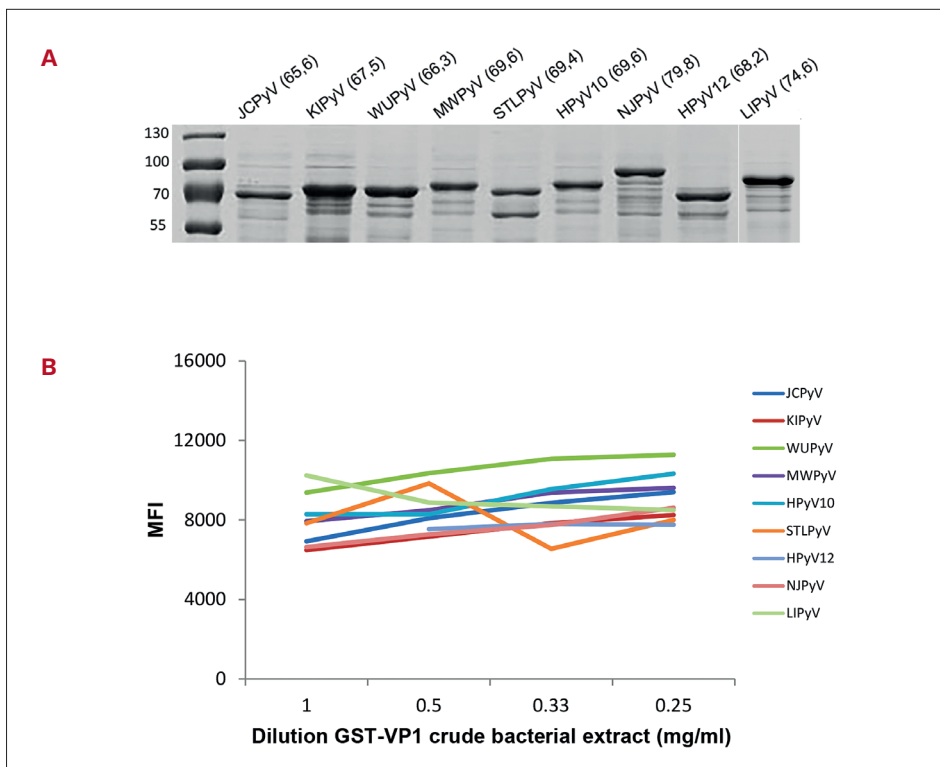 A
JCPyV (65,6)
KIPyV (67,5)
WUPyV (66,3)
MWPyV (69,6)
STLPyV (69,4)
HPyV10 (69,6)
NJPyV (79,8)
HPyV12 (68,2)
LIPyV (74,6)
130
100
70
55
B
16000
12000
8000
4000
0
MFI
1 0.5 0.33 0.25
Dilution GST-VP1 crude bacterial extract (mg/ml)
JCPyV
KIPyV
WUPyV
MWPyV
HPyV10
STLPyV
HPyV12
NJPyV
LIPyV